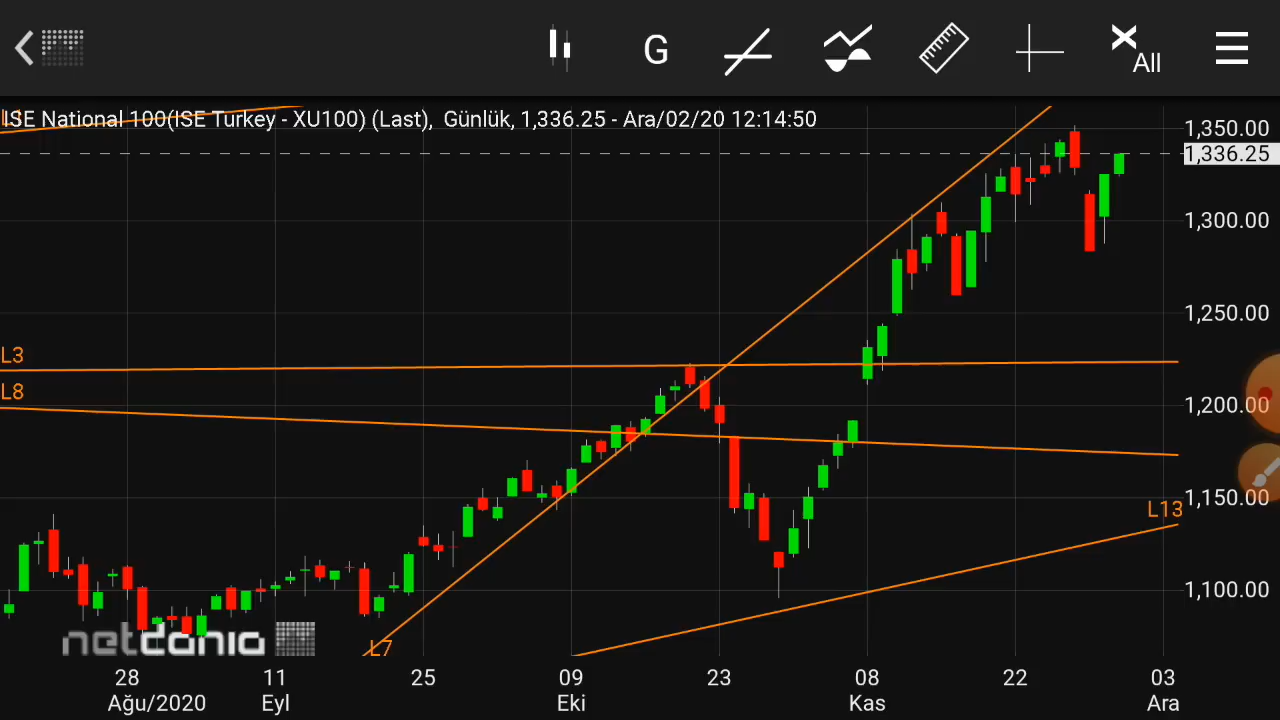 G
All
ISE National 100(ISE Turkey - XU100) (Last), Günlük, 1,336.25 - Ara/02/20 12:14:50
1,350.00
1,336.25
1,300.00
1,250.00
L3
L8
1,200.00
1,150.00
L13
1,100.00
netdania
L7
28 11 25 09 23 08 22 03
Ağu/2020 Eyl Eki Kas Ara